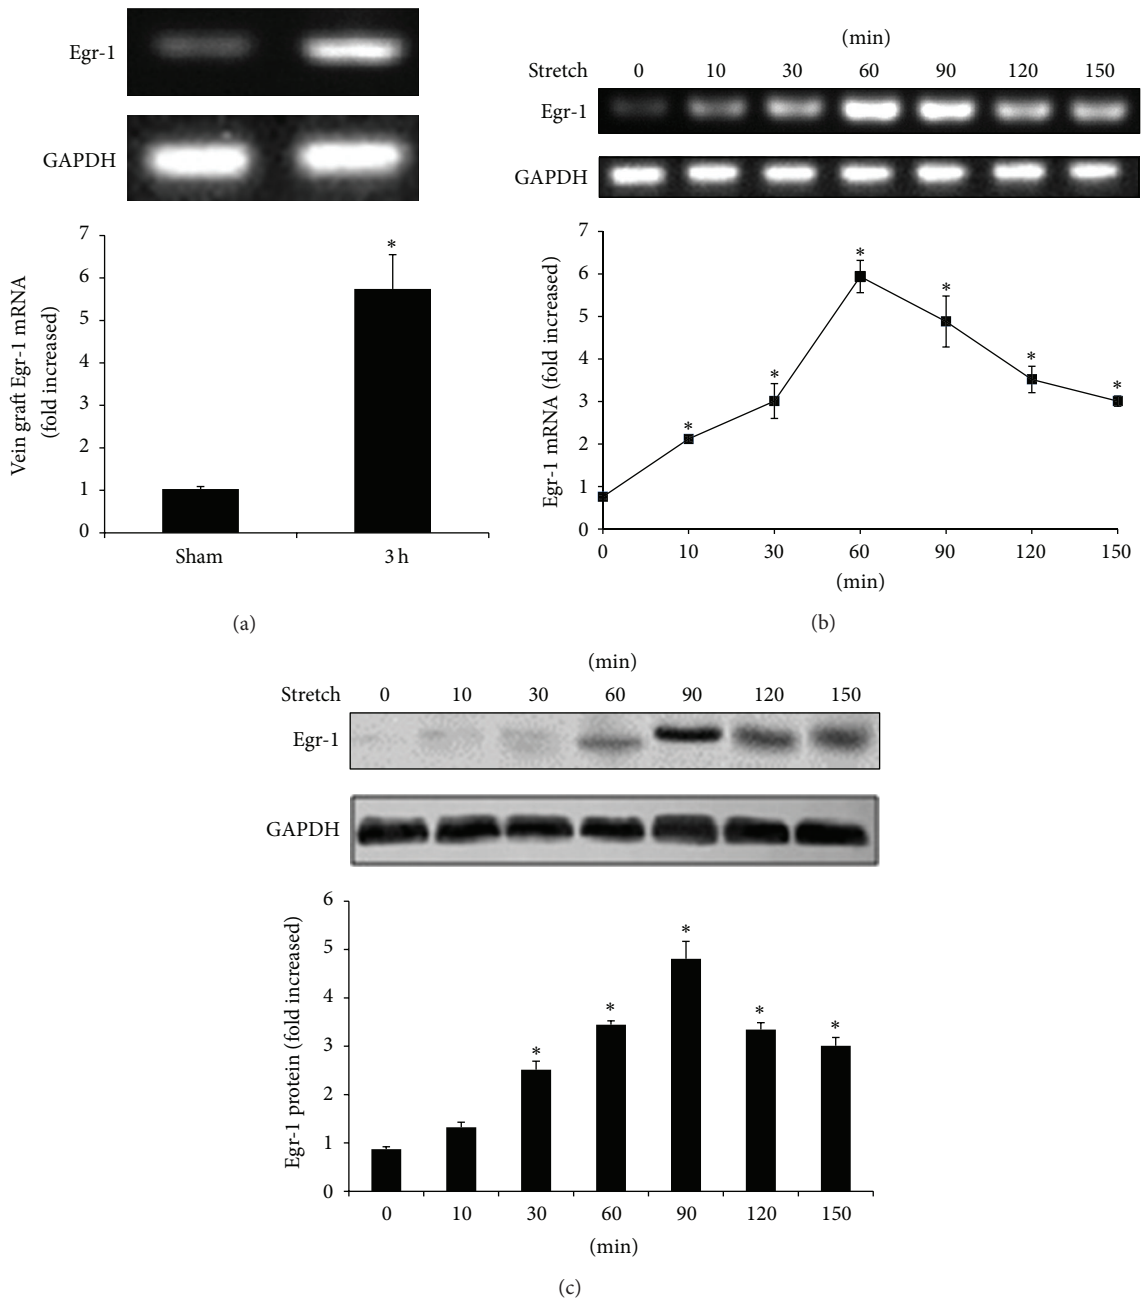 Egr-1
GAPDH
7
6
5
4
3
2
1
0
Vein graft Egr-1 mRNA
(fold increased)
*
Sham 3 h
(a)
(min)
Stretch 0 10 30 60 90 120 150
Egr-1
GAPDH
7
6
5
4
3
2
1
0
Egr-1 mRNA (fold increased)
* * * * * *
0 10 30 60 90 120 150
(min)
(b)
(min)
Stretch 0 10 30 60 90 120 150
Egr-1
GAPDH
6
5
4
3
2
1
0
Egr-1 protein (fold increased)
* * * * *
0 10 30 60 90 120 150
(min)
(c)